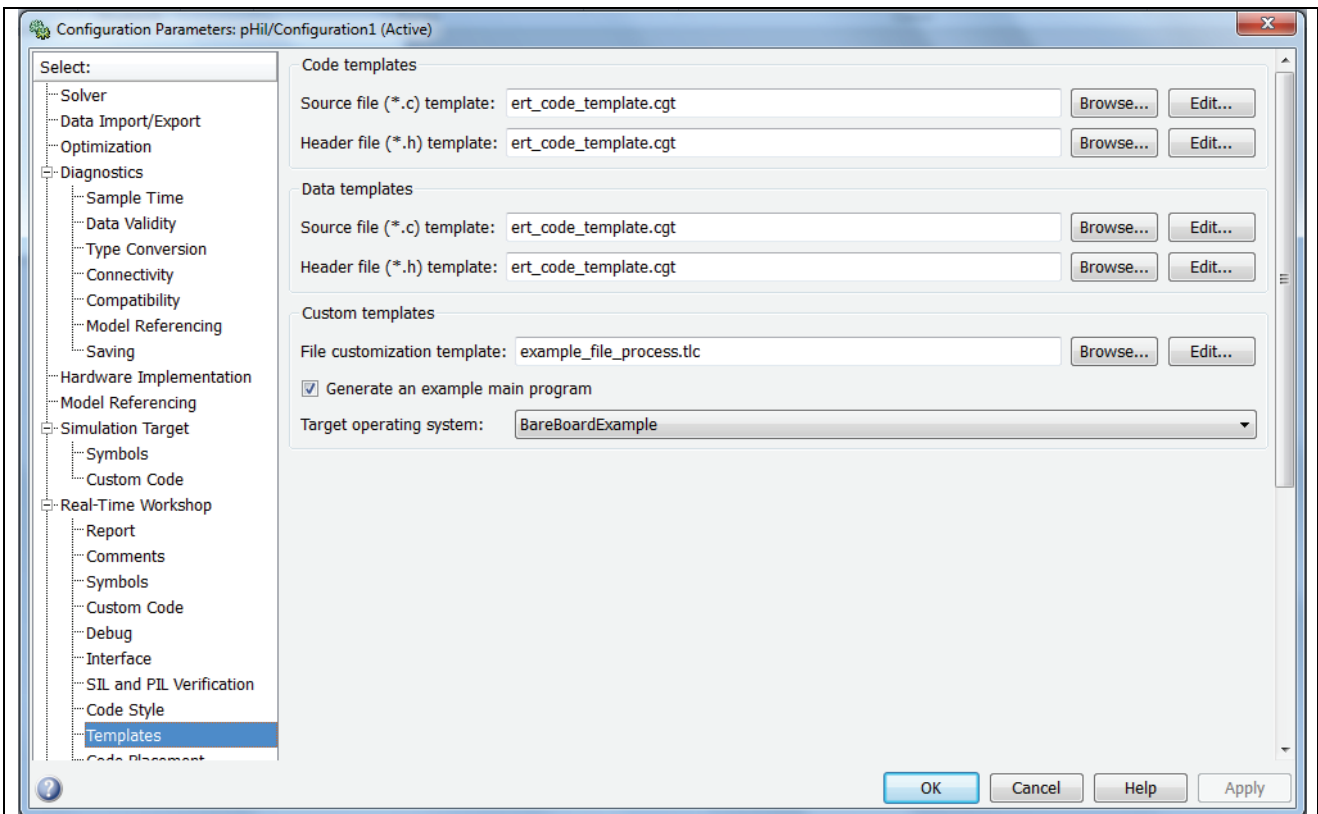 Configuration Parameters: pHil/Configuration1 (Active)
Select:
Solver
Data Import/Export
Optimization
Diagnostics
Sample Time
Data Validity
Type Conversion
Connectivity
Compatibility
Model Referencing
Saving
Hardware Implementation
Model Referencing
Simulation Target
Symbols
Custom Code
Real-Time Workshop
Report
Comments
Symbols
Custom Code
Debug
Interface
SIL and PIL Verification
Code Style
Templates
Code Placement
Code templates
Source file (*.c) template: ert_code_template.cgt Browse... Edit...
Header file (*.h) template: ert_code_template.cgt Browse... Edit...
Data templates
Source file (*.c) template: ert_code_template.cgt Browse... Edit...
Header file (*.h) template: ert_code_template.cgt Browse... Edit...
Custom templates
File customization template: example_file_process.tlc Browse... Edit...
Generate an example main program
Target operating system: BareBoardExample
OK Cancel Help Apply